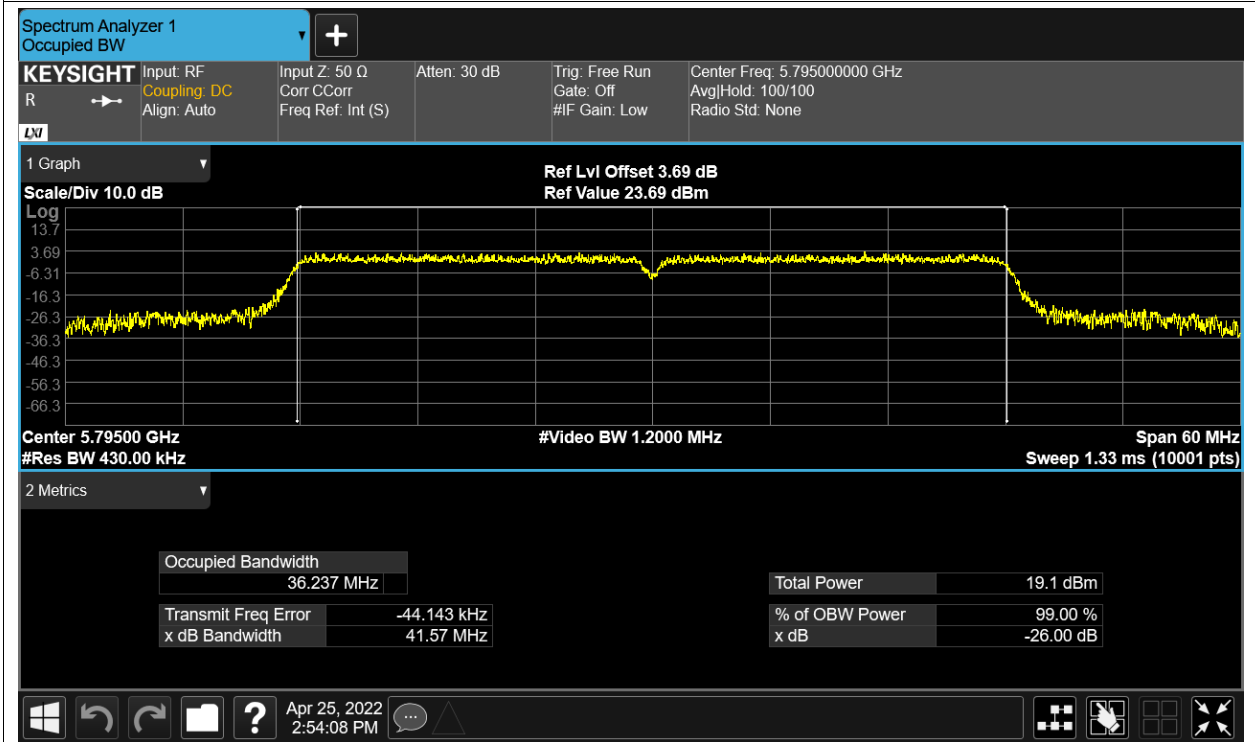 Spectrum Analyzer 1
Occupied BW
KEYSIGHT Input: RF Input Z: 50 Ω Atten: 30 dB Trig: Free Run Center Freq: 5.795000000 GHz
R Coupling: DC Corr CCorr Gate: Off Avg|Hold: 100/100
Align: Auto Freq Ref: Int (S) #IF Gain: Low Radio Std: None
LXI
1 Graph
Ref Lvl Offset 3.69 dB
Scale/Div 10.0 dB Ref Value 23.69 dBm
Log
13.7
3.69
-6.31
-16.3
-26.3
-36.3
-46.3
-56.3
-66.3
Center 5.79500 GHz #Video BW 1.2000 MHz Span 60 MHz
#Res BW 430.00 kHz Sweep 1.33 ms (10001 pts)
2 Metrics
Occupied Bandwidth
36.237 MHz Total Power 19.1 dBm
Transmit Freq Error -44.143 kHz % of OBW Power 99.00 %
x dB Bandwidth 41.57 MHz x dB -26.00 dB
? Apr 25, 2022
2:54:08 PM